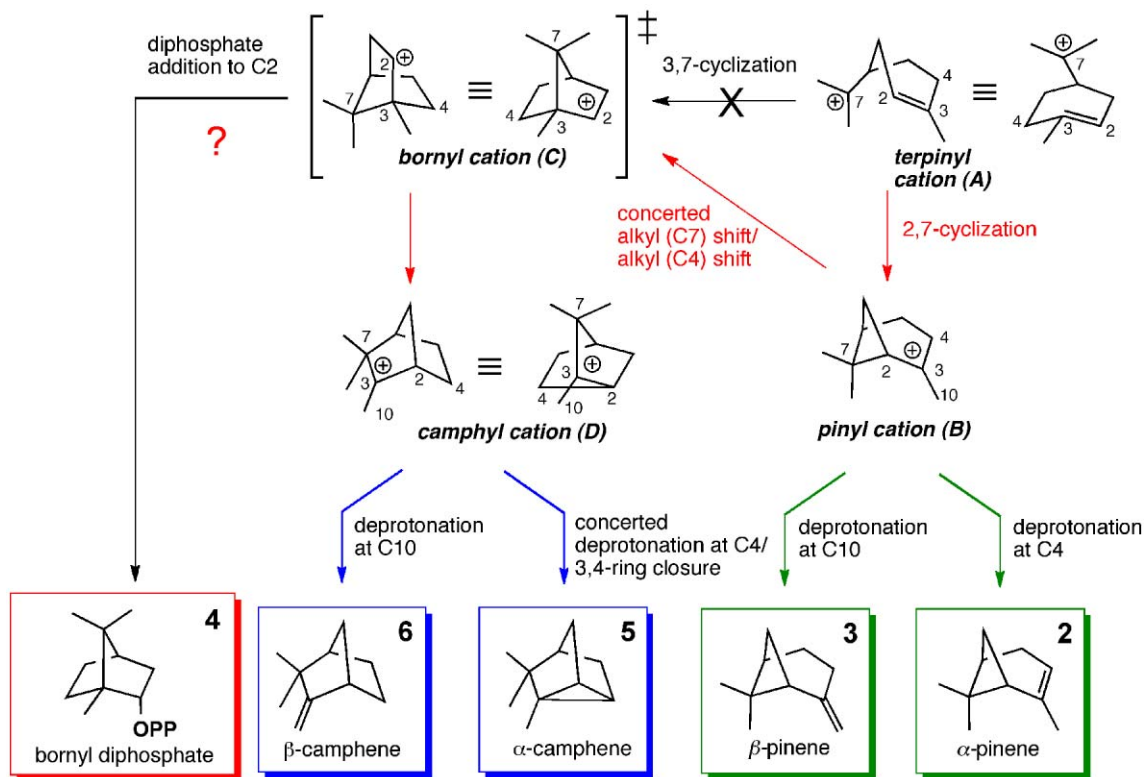 diphosphate
addition to C2
?
2
7
3
4
≡
7
4
3
2
bornyl cation (C)
‡
3,7-cyclization
X
4
7
2
3
≡
7
4
3
2
terpinyl
cation (A)
concerted
alkyl (C7) shift/
alkyl (C4) shift
2,7-cyclization
7
3
2
4
10
≡
7
3
4
10
2
camphyl cation (D)
4
7
2
3
10
pinyl cation (B)
deprotonation
at C10
concerted
deprotonation at C4/
3,4-ring closure
deprotonation
at C10
deprotonation
at C4
4
OPP
bornyl diphosphate
6
β-camphene
5
α-camphene
3
β-pinene
2
α-pinene